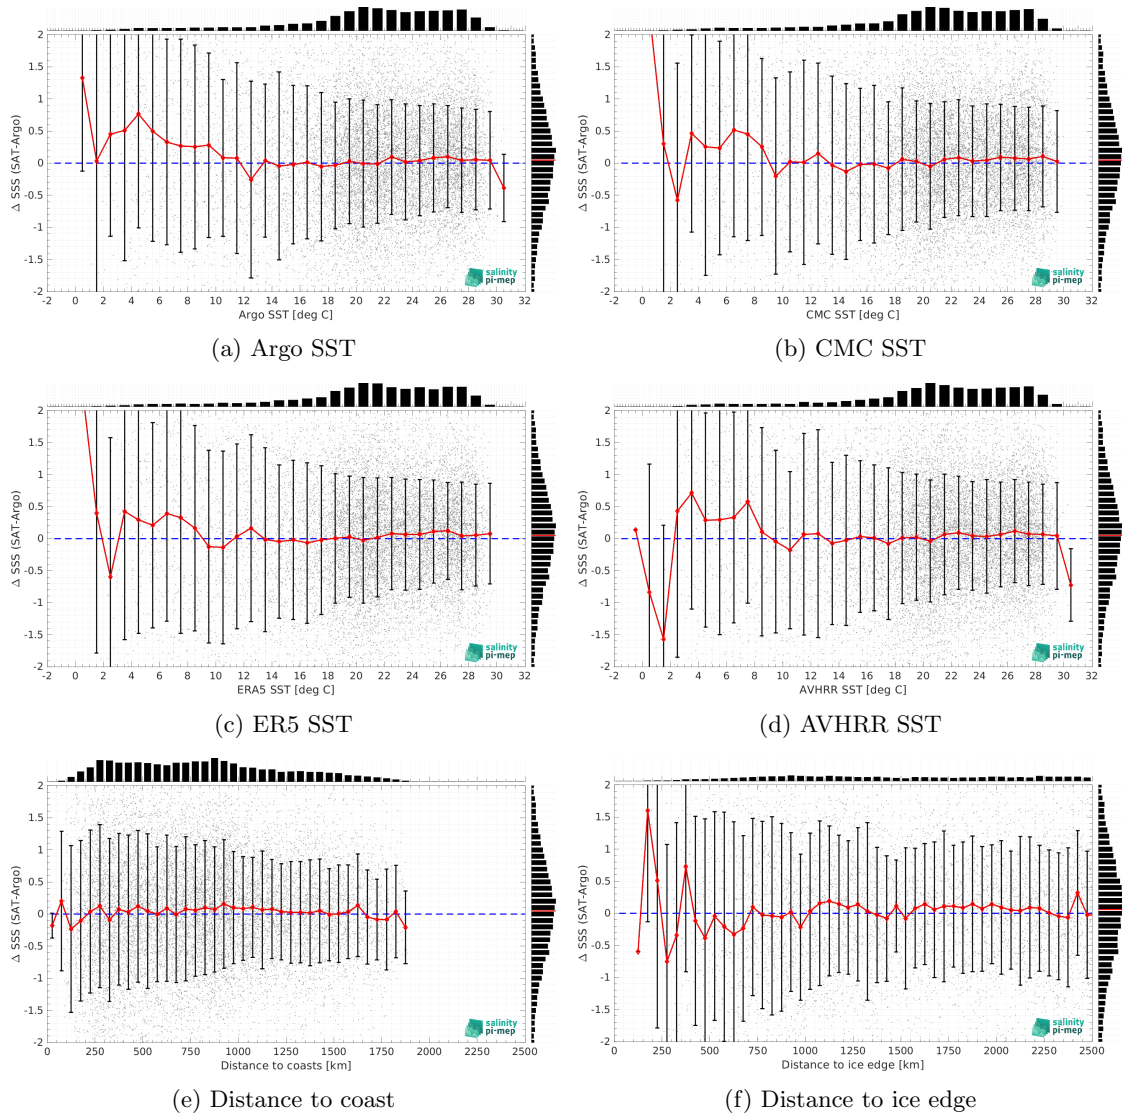 2
1.5
1
0.5
0
-0.5
-1
-1.5
-2
Δ SSS (SAT-Argo)
salinity
pi-mep
-2 0 2 4 6 8 10 12 14 16 18 20 22 24 26 28 30 32
Argo SST [deg C]
(a) Argo SST
2
1.5
1
0.5
0
-0.5
-1
-1.5
-2
Δ SSS (SAT-Argo)
salinity
pi-mep
-2 0 2 4 6 8 10 12 14 16 18 20 22 24 26 28 30 32
CMC SST [deg C]
(b) CMC SST
2
1.5
1
0.5
0
-0.5
-1
-1.5
-2
Δ SSS (SAT-Argo)
salinity
pi-mep
-2 0 2 4 6 8 10 12 14 16 18 20 22 24 26 28 30 32
ERA5 SST [deg C]
(c) ER5 SST
2
1.5
1
0.5
0
-0.5
-1
-1.5
-2
Δ SSS (SAT-Argo)
salinity
pi-mep
-2 0 2 4 6 8 10 12 14 16 18 20 22 24 26 28 30 32
AVHRR SST [deg C]
(d) AVHRR SST
2
1.5
1
0.5
0
-0.5
-1
-1.5
-2
Δ SSS (SAT-Argo)
salinity
pi-mep
0 250 500 750 1000 1250 1500 1750 2000 2250 2500
Distance to coasts [km]
(e) Distance to coast
2
1.5
1
0.5
0
-0.5
-1
-1.5
-2
Δ SSS (SAT-Argo)
salinity
pi-mep
0 250 500 750 1000 1250 1500 1750 2000 2250 2500
Distance to ice edge [km]
(f) Distance to ice edge